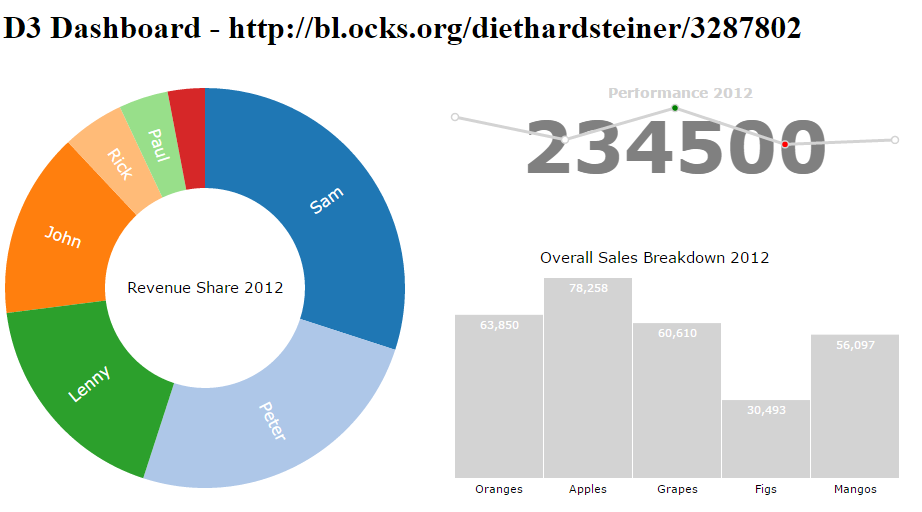 D3 Dashboard - http://bl.ocks.org/diethardsteiner/3287802
Sam
Peter
Lenny
John
Rick
Paul
Revenue Share 2012
Performance 2012
234500
Overall Sales Breakdown 2012
63,850
78,258
60,610
30,493
56,097
Oranges
Apples
Grapes
Figs
Mangos